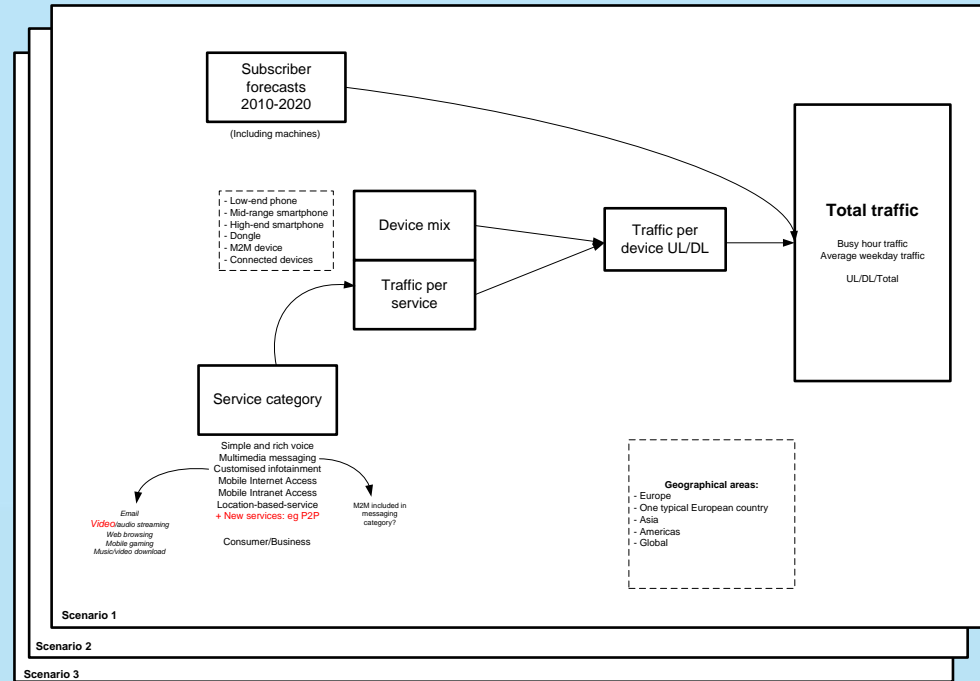 Subscriber
forecasts
2010-2020
(Including machines)
- Low-end phone
- Mid-range smartphone
- High-end smartphone
- Dongle
- M2M device
- Connected devices
Device mix
Traffic per
service
Traffic per
device UL/DL
Total traffic
Busy hour traffic
Average weekday traffic
UL/DL/Total
Service category
Simple and rich voice
Multimedia messaging
Customised infotainment
Mobile Internet Access
Mobile Intranet Access
Location-based-service
+ New services: eg P2P
Consumer/Business
Email
Video/audio streaming
Web browsing
Mobile gaming
Music/video download
M2M included in
messaging
category?
Geographical areas:
- Europe
- One typical European country
- Asia
- Americas
- Global
Scenario 1
Scenario 2
Scenario 3